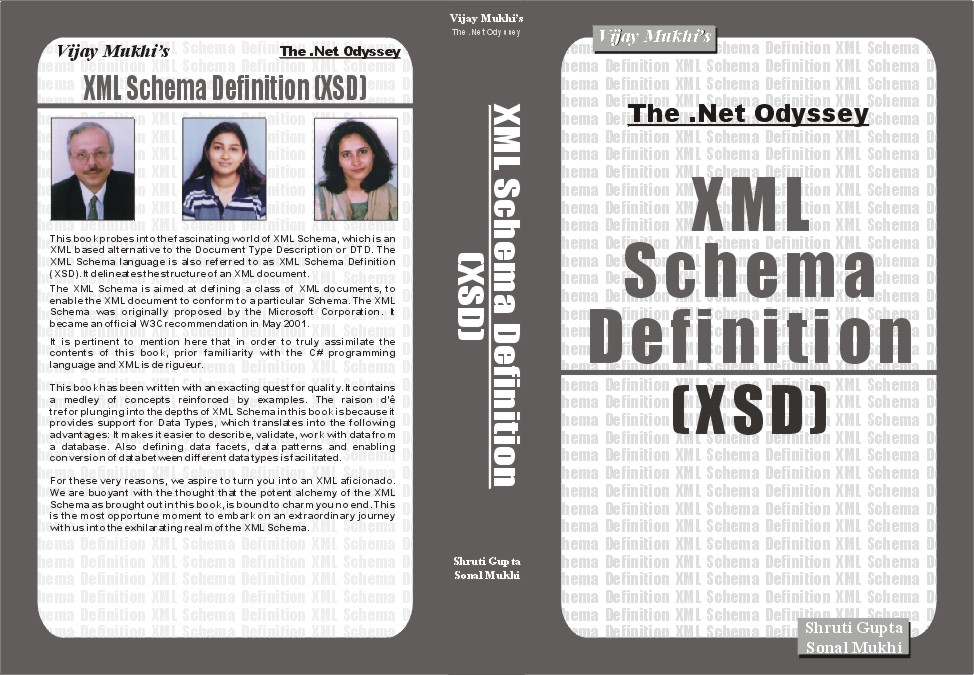 Vijay Mukhi's
The .Net Odyssey
XML Schema Definition (XSD)
This book probes into the fascinating world of XML Schema, which is an
XML based alternative to the Document Type Description or DTD. The
XML Schema language is also referred to as XML Schema Definition
(XSD). It delineates the structure of an XML document.
The XML Schema is aimed at defining a class of XML documents, to
enable the XML document to conform to a particular Schema. The XML
Schema was originally proposed by the Microsoft Corporation. It
became an official W3C recommendation in May 2001.
It is pertinent to mention here that in order to truly assimilate the
contents of this book, prior familiarity with the C# programming
language and XML is de rigueur.
This book has been written with an exacting quest for quality. It contains
a medley of concepts reinforced by examples. The raison d'ê
tre for plunging into the depths of XML Schema in this book is because it
provides support for Data Types, which translates into the following
advantages: It makes it easier to describe, validate, work with data from
a database. Also defining data facets, data patterns and enabling
conversion of data between different data types is facilitated.
For these very reasons, we aspire to turn you into an XML aficionado.
We are buoyant with the thought that the potent alchemy of the XML
Schema as brought out in this book, is bound to charm you no end. This
is the most opportune moment to embark on an extraordinary journey
with us into the exhilarating realm of the XML Schema.
Vijay Mukhi's
The .Net Odyssey
XML Schema Definition
(XSD)
Shruti Gupta
Sonal Mukhi
Vijay Mukhi's
The .Net Odyssey
XML
Schema
Definition
(XSD)
Shruti Gupta
Sonal Mukhi